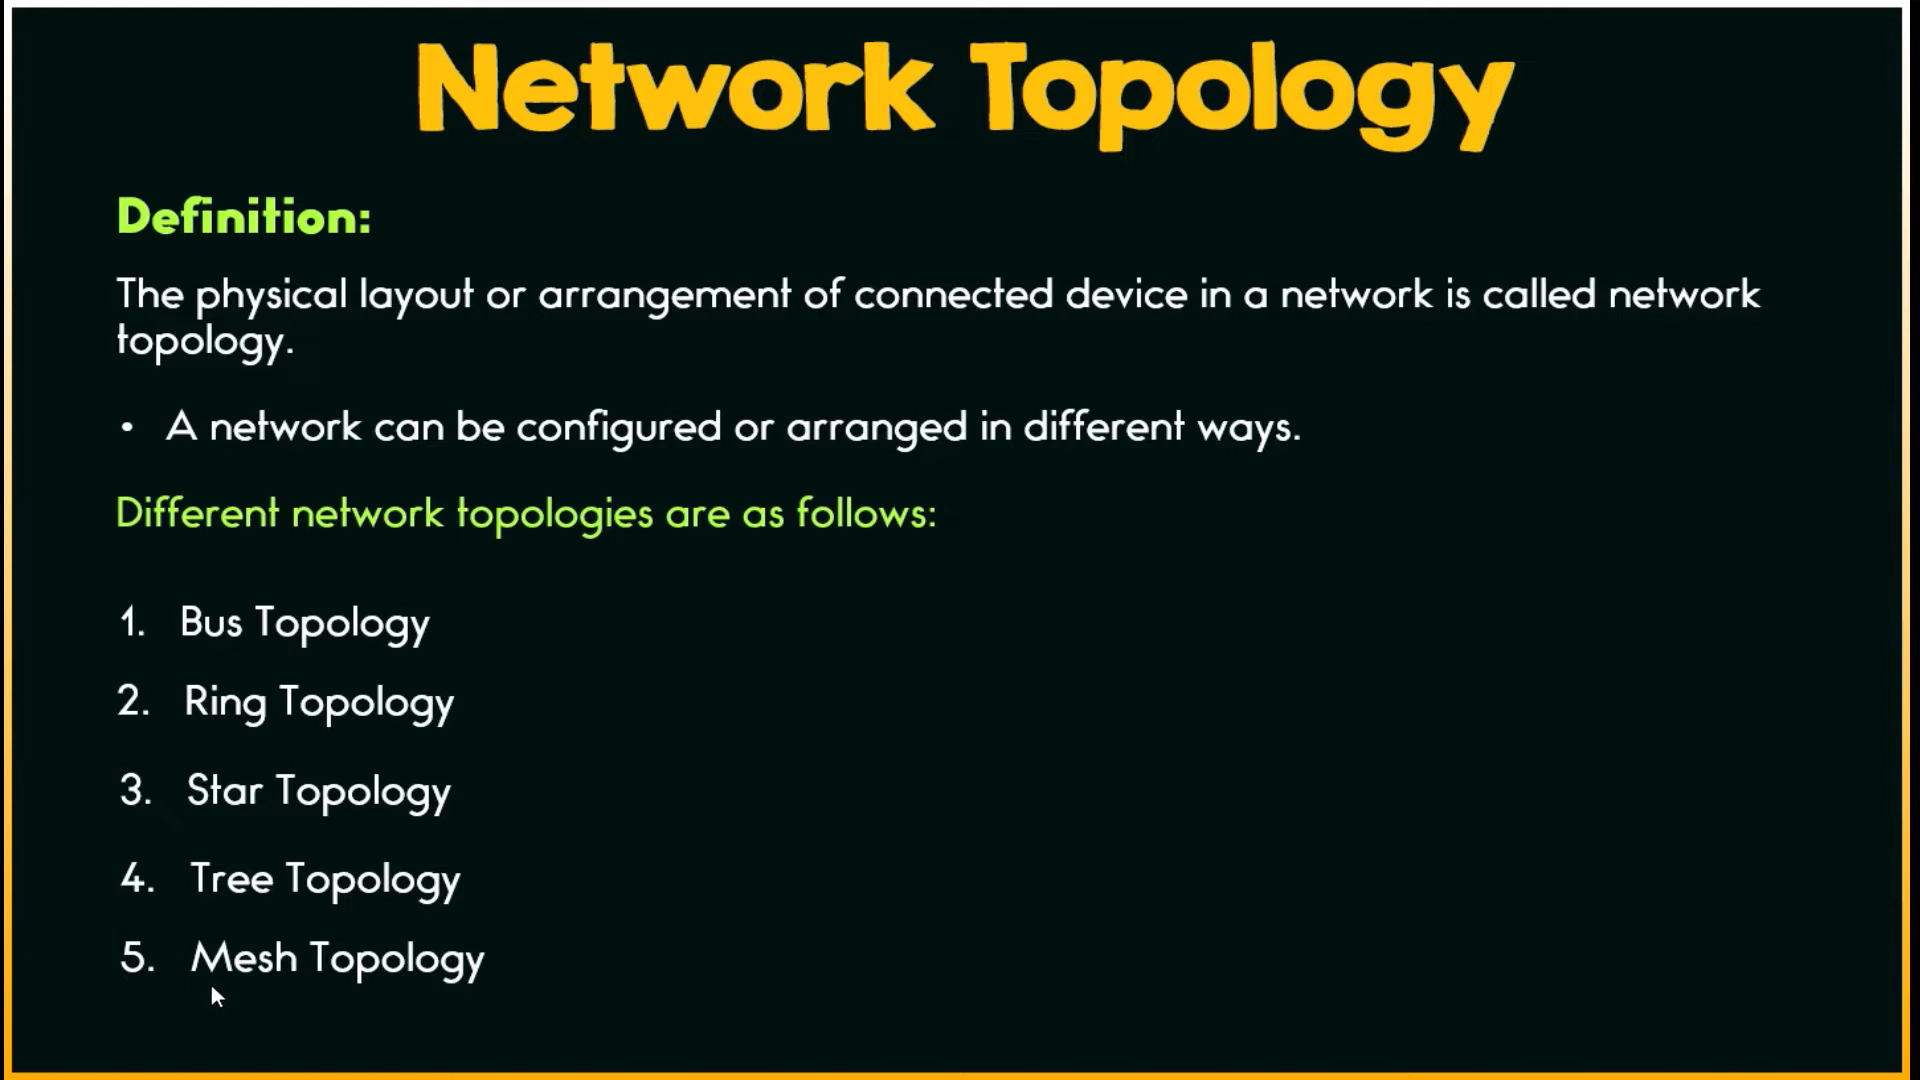 Network Topology
Definition:
The physical layout or arrangement of connected device in a network is called network
topology.
• A network can be configured or arranged in different ways.
Different network topologies are as follows:
1. Bus Topology
2. Ring Topology
3. Star Topology
4. Tree Topology
5. Mesh Topology